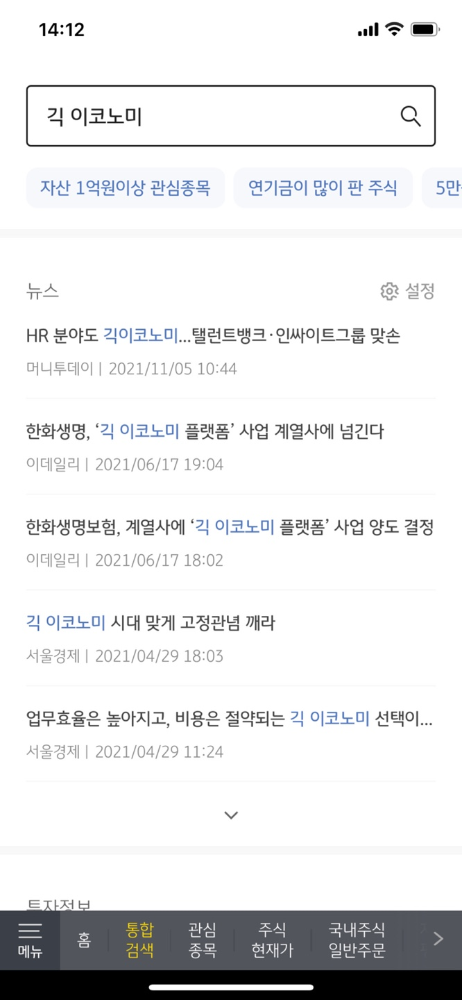 14:12
긱 이코노미
자산 1억원이상 관심종목
연기금이 많이 판 주식
5만
뉴스
설정
HR 분야도 긱이코노미...탤런트뱅크·인싸이트그룹 맞손
머니투데이 | 2021/11/05 10:44
한화생명, ‘긱 이코노미 플랫폼’ 사업 계열사에 넘긴다
이데일리 | 2021/06/17 19:04
한화생명보험, 계열사에 ‘긱 이코노미 플랫폼’ 사업 양도 결정
이데일리 | 2021/06/17 18:02
긱 이코노미 시대 맞게 고정관념 깨라
서울경제 | 2021/04/29 18:03
업무효율은 높아지고, 비용은 절약되는 긱 이코노미 선택이...
서울경제 | 2021/04/29 11:24
투자정보
메뉴
홈
통합
검색
관심
종목
주식
현재가
국내주식
일반주문